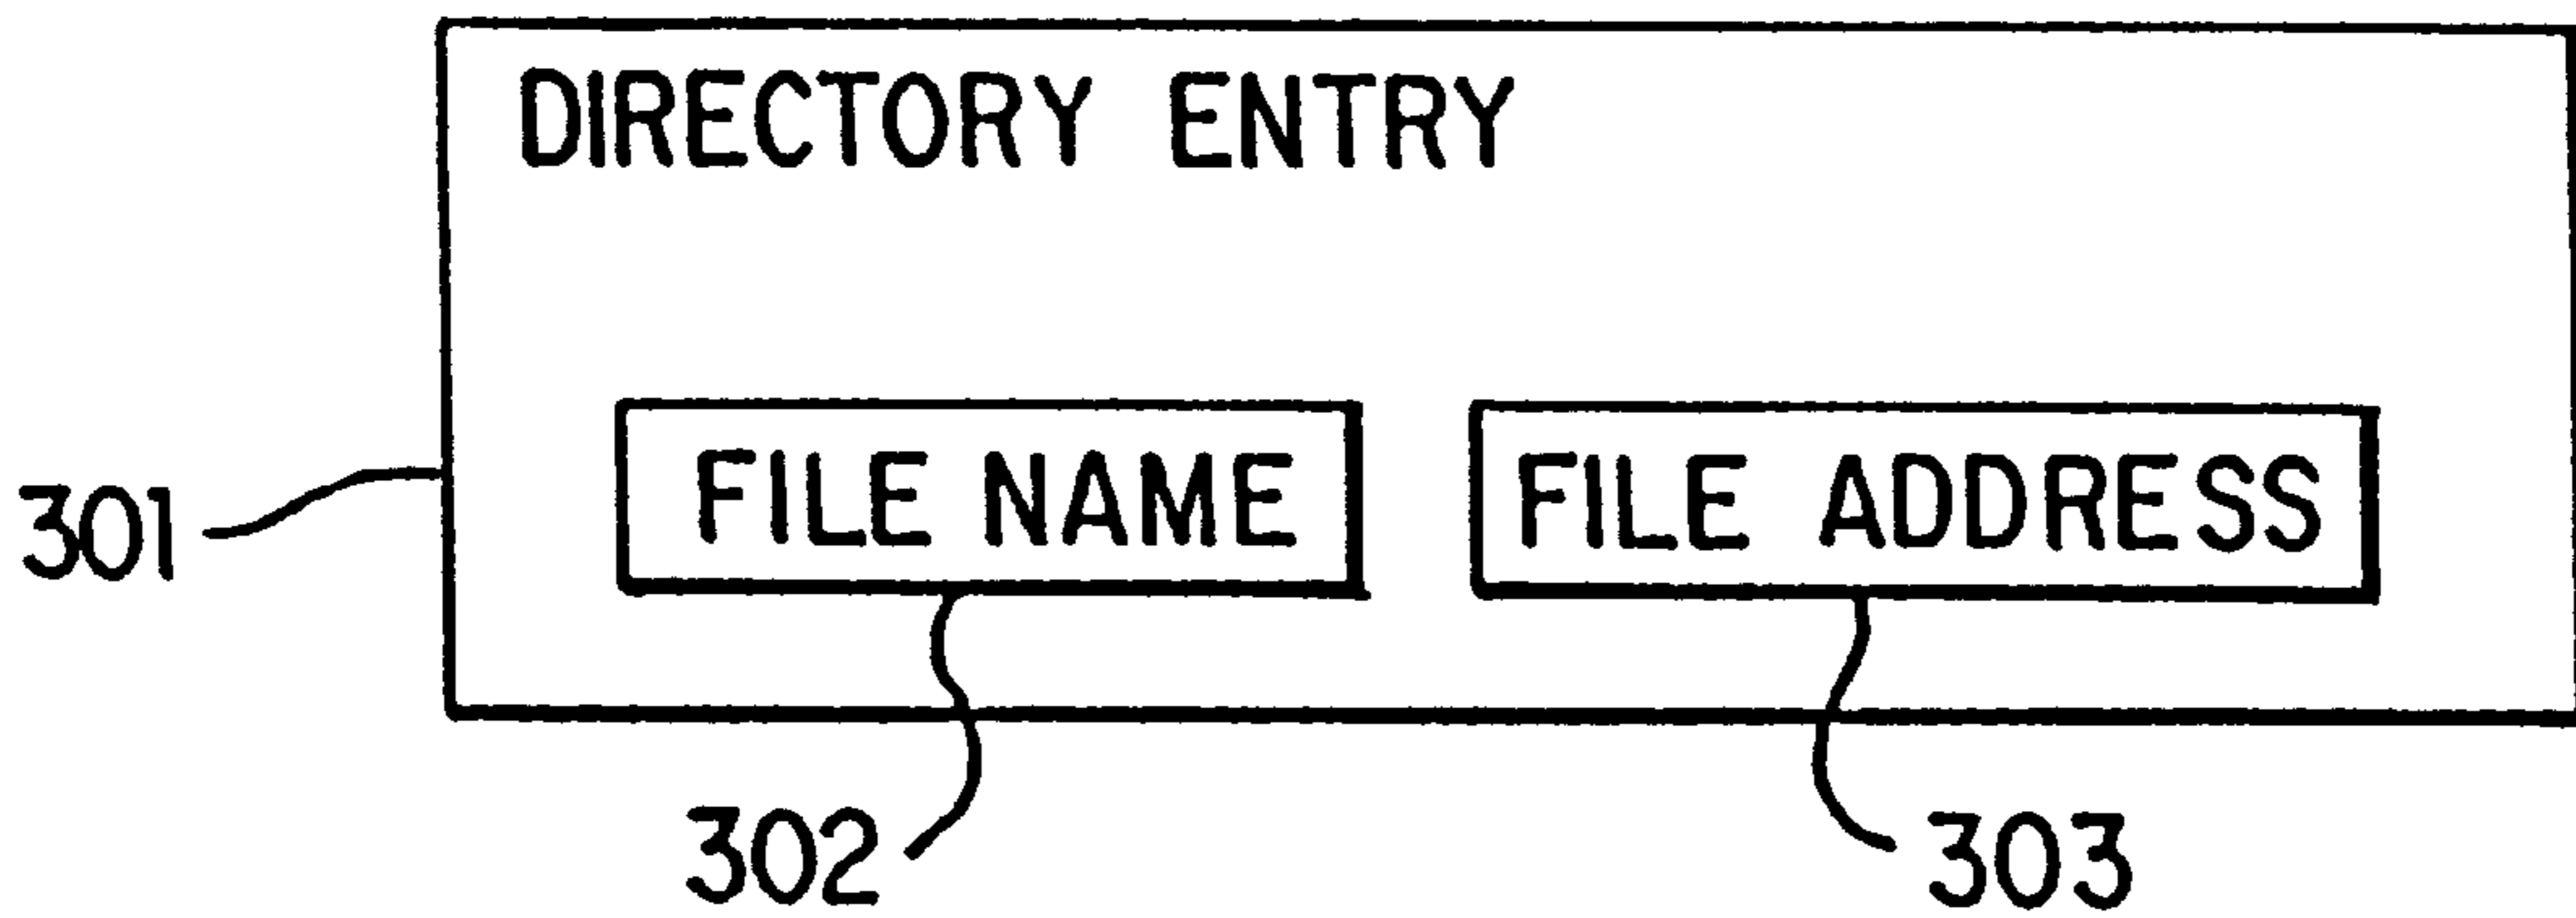 DIRECTORY ENTRY
FILE NAME FILE ADDRESS
301
302 303